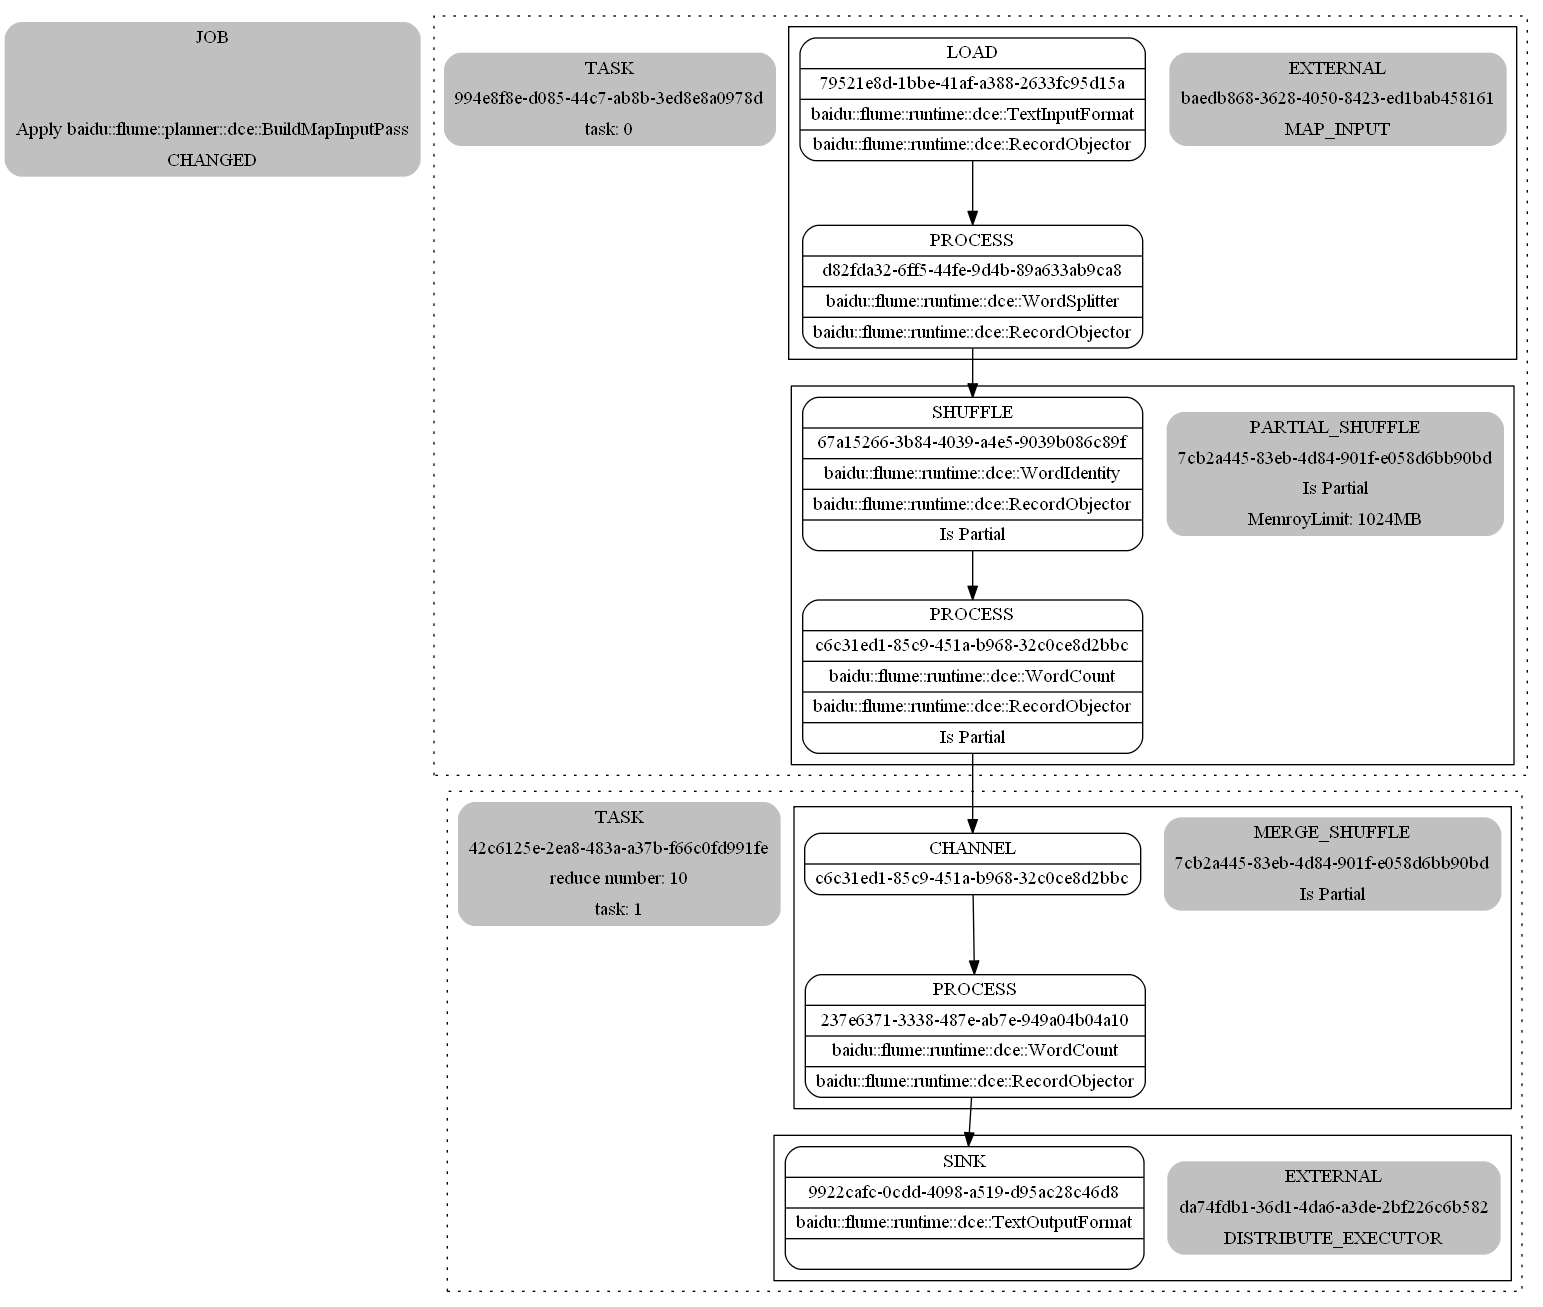 JOB
Apply baidu::flume::planner::dce::BuildMapInputPass
CHANGED
TASK
994e8f8e-d085-44c7-ab8b-3ed8e8a0978d
task: 0
LOAD
79521e8d-1bbe-41af-a388-2633fc95d15a
baidu::flume::runtime::dce::TextInputFormat
baidu::flume::runtime::dce::RecordObjector
EXTERNAL
baedb868-3628-4050-8423-ed1bab458161
MAP_INPUT
PROCESS
d82fda32-6ff5-44fe-9d4b-89a633ab9ca8
baidu::flume::runtime::dce::WordSplitter
baidu::flume::runtime::dce::RecordObjector
SHUFFLE
67a15266-3b84-4039-a4e5-9039b086c89f
baidu::flume::runtime::dce::WordIdentity
baidu::flume::runtime::dce::RecordObjector
Is Partial
PARTIAL_SHUFFLE
7cb2a445-83eb-4d84-901f-e058d6bb90bd
Is Partial
MemroyLimit: 1024MB
PROCESS
c6c31ed1-85c9-451a-b968-32c0ce8d2bbc
baidu::flume::runtime::dce::WordCount
baidu::flume::runtime::dce::RecordObjector
Is Partial
TASK
42c6125e-2ea8-483a-a37b-f66c0fd991fe
reduce number: 10
task: 1
CHANNEL
c6c31ed1-85c9-451a-b968-32c0ce8d2bbc
MERGE_SHUFFLE
7cb2a445-83eb-4d84-901f-e058d6bb90bd
Is Partial
PROCESS
237e6371-3338-487e-ab7e-949a04b04a10
baidu::flume::runtime::dce::WordCount
baidu::flume::runtime::dce::RecordObjector
SINK
9922cafc-0cdd-4098-a519-d95ac28c46d8
baidu::flume::runtime::dce::TextOutputFormat
EXTERNAL
da74fdb1-36d1-4da6-a3de-2bf226c6b582
DISTRIBUTE_EXECUTOR